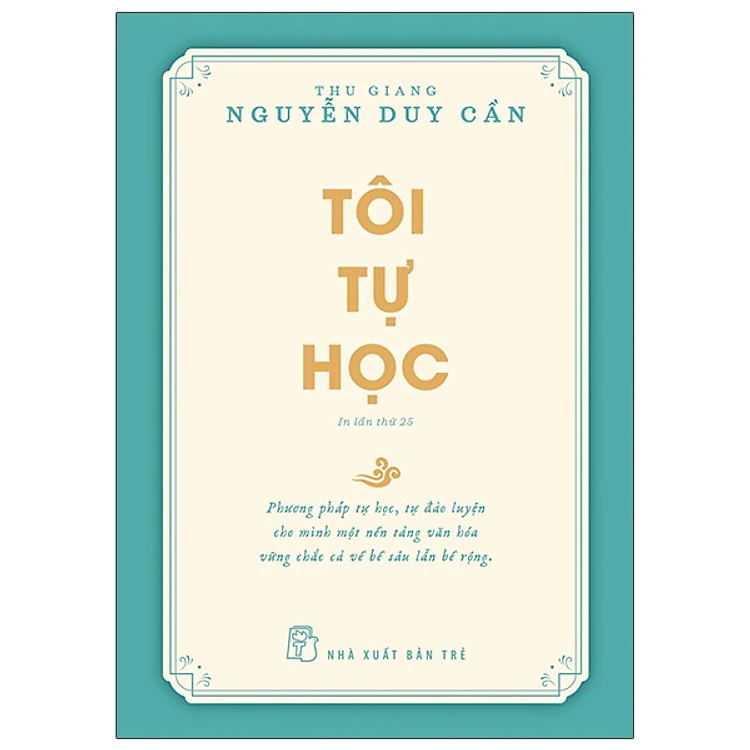 THU GIANG
NGUYỄN DUY CẦN
TÔI
TỰ
HỌC
In lần thứ 25
Phương pháp tự học, tự đào luyện
cho mình một nền tảng văn hóa
vững chắc cả về bề sâu lẫn bề rộng.
T
NHÀ XUẤT BẢN TRẺ